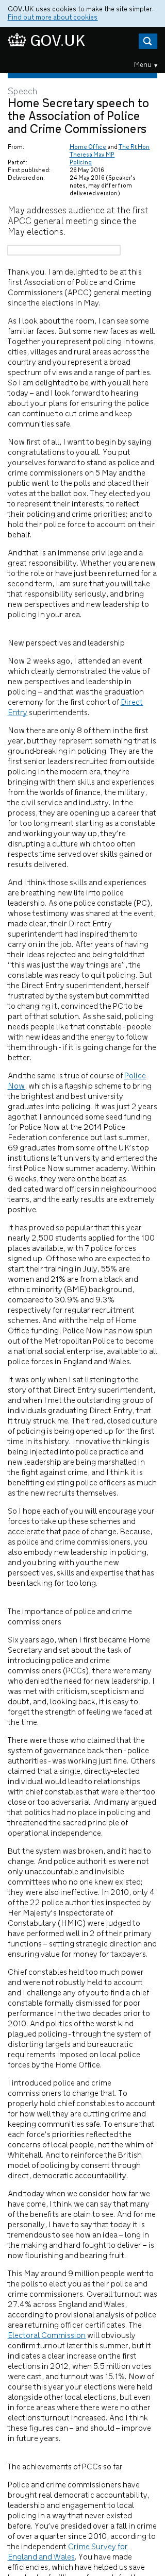 GOV.UK uses cookies to make the site simpler.
Find out more about cookies
GOV.UK
Menu ▾
Speech
Home Secretary speech to
the Association of Police
and Crime Commissioners
From: Home Office and The Rt Hon
Theresa May MP
Part of: Policing
First published: 26 May 2016
Delivered on: 24 May 2016 (Speaker's
notes, may differ from
delivered version)
May addresses audience at the first
APCC general meeting since the
May elections.
Thank you. I am delighted to be at this
first Association of Police and Crime
Commissioners (APCC) general meeting
since the elections in May.
As I look about the room, I can see some
familiar faces. But some new faces as well.
Together you represent policing in towns,
cities, villages and rural areas across the
country and you represent a broad
spectrum of views and a range of parties.
So I am delighted to be with you all here
today – and I look forward to hearing
about your plans for ensuring the police
can continue to cut crime and keep
communities safe.
Now first of all, I want to begin by saying
congratulations to you all. You put
yourselves forward to stand as police and
crime commissioners on 5 May and the
public went to the polls and placed their
votes at the ballot box. They elected you
to represent their interests; to reflect
their policing and crime priorities; and to
hold their police force to account on their
behalf.
And that is an immense privilege and a
great responsibility. Whether you are new
to the role or have just been returned for a
second term, I am sure that you will take
that responsibility seriously, and bring
new perspectives and new leadership to
policing in your area.
New perspectives and leadership
Now 2 weeks ago, I attended an event
which clearly demonstrated the value of
new perspectives and leadership in
policing – and that was the graduation
ceremony for the first cohort of Direct
Entry superintendents.
Now there are only 8 of them in the first
year, but they represent something that is
ground-breaking in policing. They are the
first senior leaders recruited from outside
policing in the modern era, they're
bringing with them skills and experiences
from the worlds of finance, the military,
the civil service and industry. In the
process, they are opening up a career that
for too long meant starting as a constable
and working your way up; they're
disrupting a culture which too often
respects time served over skills gained or
results delivered.
And I think those skills and experiences
are breathing new life into police
leadership. As one police constable (PC),
whose testimony was shared at the event,
made clear, their Direct Entry
superintendent had inspired them to
carry on in the job. After several years of
having their ideas rejected and being told
that "this was just the way things are", the
constable was ready to quit policing. But
the Direct Entry superintendent, herself
just frustrated by the system but committed
to changing it, convinced the PC to be
part of that solution. As she said, policing
needs people like that constable - people
with new ideas and the energy to follow
them through - if it is going to change for the
better.
And the same is true of course of Police
Now, which is a flagship scheme to bring
the brightest and best university
graduates into policing. It was just 2 years
ago that I announced some seed funding
for Police Now at the 2014 Police
Federation conference but last summer,
69 graduates from some of the UK's top
institutions left university and entered the
first Police Now summer academy. Within
6 weeks, they were on the beat as
dedicated ward officers in neighbourhood
teams, and the early results are extremely
positive.
It has proved so popular that this year
nearly 2,500 students applied for the 100
places available, with 7 police forces
signed up. Of those who are expected to
start their training in July, 55% are
women and 21% are from a black and
ethnic minority (BME) background,
compared to 30.9% and 9.3%
respectively for regular recruitment
schemes. And with the help of Home
Office funding, Police Now has now spun
out of the Metropolitan Police to become
a national social enterprise, available to all
police forces in England and Wales.
It was only when I sat listening to the
story of that Direct Entry superintendent,
and when I met the outstanding group of
individuals graduating Direct Entry, that
it truly struck me. The tired, closed culture
of policing is being opened up for the first
time in its history. Innovative thinking is
being injected into police practice and
new leadership are being marshalled in
the fight against crime, and I think it is
benefiting existing police officers as much
as the new recruits themselves.
So I hope each of you will encourage your
forces to take up these schemes and
accelerate that pace of change. Because,
as police and crime commissioners, you
also embody new leadership in policing,
and you bring with you the new
perspectives, skills and expertise that has
been lacking for too long.
The importance of police and crime
commissioners
Six years ago, when I first became Home
Secretary and set about the task of
introducing police and crime
commissioners (PCCs), there were many
who denied the need for new leadership. I
was met with criticism, scepticism and
doubt, and, looking back, it is easy to
forget the strength of feeling we faced at
the time.
There were those who claimed that the
system of governance back then - police
authorities - was working just fine. Others
claimed that a single, directly-elected
individual would lead to relationships
with chief constables that were either too
close or too adversarial. And many argued
that politics had no place in policing and
threatened the sacred principle of
operational independence.
But the system was broken, and it had to
change. And police authorities were not
only unaccountable and invisible
committees who no one knew existed;
they were also ineffective. In 2010, only 4
of the 22 police authorities inspected by
Her Majesty's Inspectorate of
Constabulary (HMIC) were judged to
have performed well in 2 of their primary
functions – setting strategic direction and
ensuring value for money for taxpayers.
Chief constables held too much power
and were not robustly held to account
and I challenge any of you to find a chief
constable formally dismissed for poor
performance in the two decades prior to
2010. And politics of the worst kind
plagued policing - through the system of
distorting targets and bureaucratic
requirements imposed on local police
forces by the Home Office.
I introduced police and crime
commissioners to change that. To
properly hold chief constables to account
for how well they are cutting crime and
keeping communities safe. To ensure that
each force's priorities reflected the
concerns of local people, not the whim of
Whitehall. And to reinforce the British
model of policing by consent through
direct, democratic accountability.
And today when we consider how far we
have come, I think we can say that many
of the benefits are plain to see. And for me
personally, I have to say that today it is
tremendous to see how an idea – long in
the making and hard fought to deliver – is
now flourishing and bearing fruit.
This May around 9 million people went to
the polls to elect you as their police and
crime commissioners. Overall turnout was
27.4% across England and Wales,
according to provisional analysis of police
area returning officer certificates. The
Electoral Commission will obviously
confirm turnout later this year, but it
indicates a clear increase on the first
elections in 2012, when 5.5 million votes
were cast, and turnout was 15.1%. Now of
course this year your elections were held
alongside other local elections, but even
in forces where there were no other
elections, turnout increased. And I think
these figures can – and should – improve
in future years.
The achievements of PCCs so far
Police and crime commissioners have
brought real democratic accountability,
leadership and engagement to local
policing in a way that never existed
before. You've presided over a fall in crime
of over a quarter since 2010, according to
the independent Crime Survey for
England and Wales. You have made
efficiencies, which have helped us save